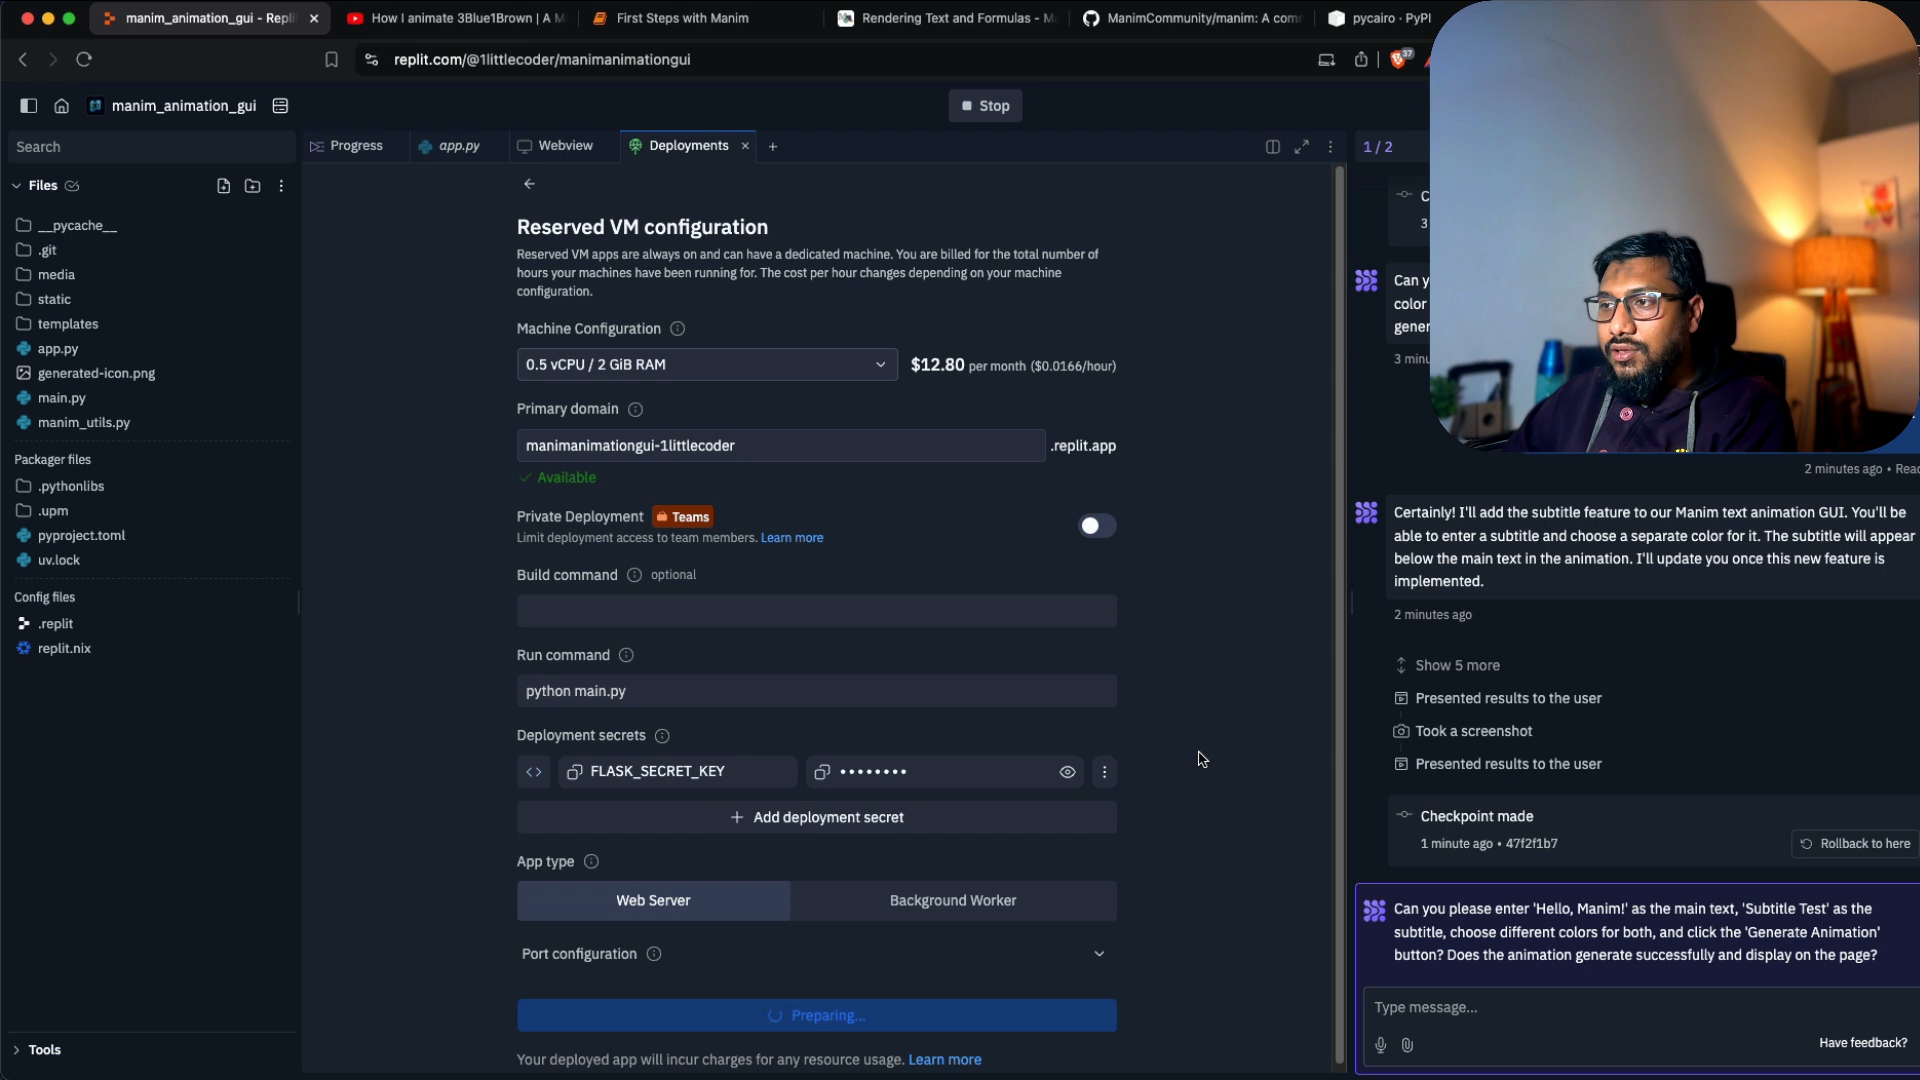 manim_animation_gui - Repli
How I animate 3Blue1Brown | A M
First Steps with Manim
Rendering Text and Formulas - M
ManimCommunity/manim: A com
pycairo · PyPI
replit.com/@1littlecoder/manimanimationgui
37
manim_animation_gui
Stop
Search
Progress
app.py
Webview
Deployments
1 / 2
Files
__pycache__
.git
media
static
templates
app.py
generated-icon.png
main.py
manim_utils.py
Packager files
.pythonlibs
.upm
pyproject.toml
uv.lock
Config files
.replit
replit.nix
Tools
Reserved VM configuration
Reserved VM apps are always on and can have a dedicated machine. You are billed for the total number of
hours your machines have been running for. The cost per hour changes depending on your machine
configuration.
Machine Configuration
0.5 vCPU / 2 GiB RAM
$12.80 per month ($0.0166/hour)
Primary domain
manimanimationgui-1littlecoder
.replit.app
Available
Private Deployment
Teams
Limit deployment access to team members. Learn more
Build command
optional
Run command
python main.py
Deployment secrets
FLASK_SECRET_KEY
••••••••
Add deployment secret
App type
Web Server
Background Worker
Port configuration
Preparing...
Your deployed app will incur charges for any resource usage. Learn more
C
3
Can y
color
gener
3 minu
2 minutes ago • Read
Certainly! I'll add the subtitle feature to our Manim text animation GUI. You'll be
able to enter a subtitle and choose a separate color for it. The subtitle will appear
below the main text in the animation. I'll update you once this new feature is
implemented.
2 minutes ago
Show 5 more
Presented results to the user
Took a screenshot
Presented results to the user
Checkpoint made
1 minute ago • 47f2f1b7
Rollback to here
Can you please enter 'Hello, Manim!' as the main text, 'Subtitle Test' as the
subtitle, choose different colors for both, and click the 'Generate Animation'
button? Does the animation generate successfully and display on the page?
Type message...
Have feedback?